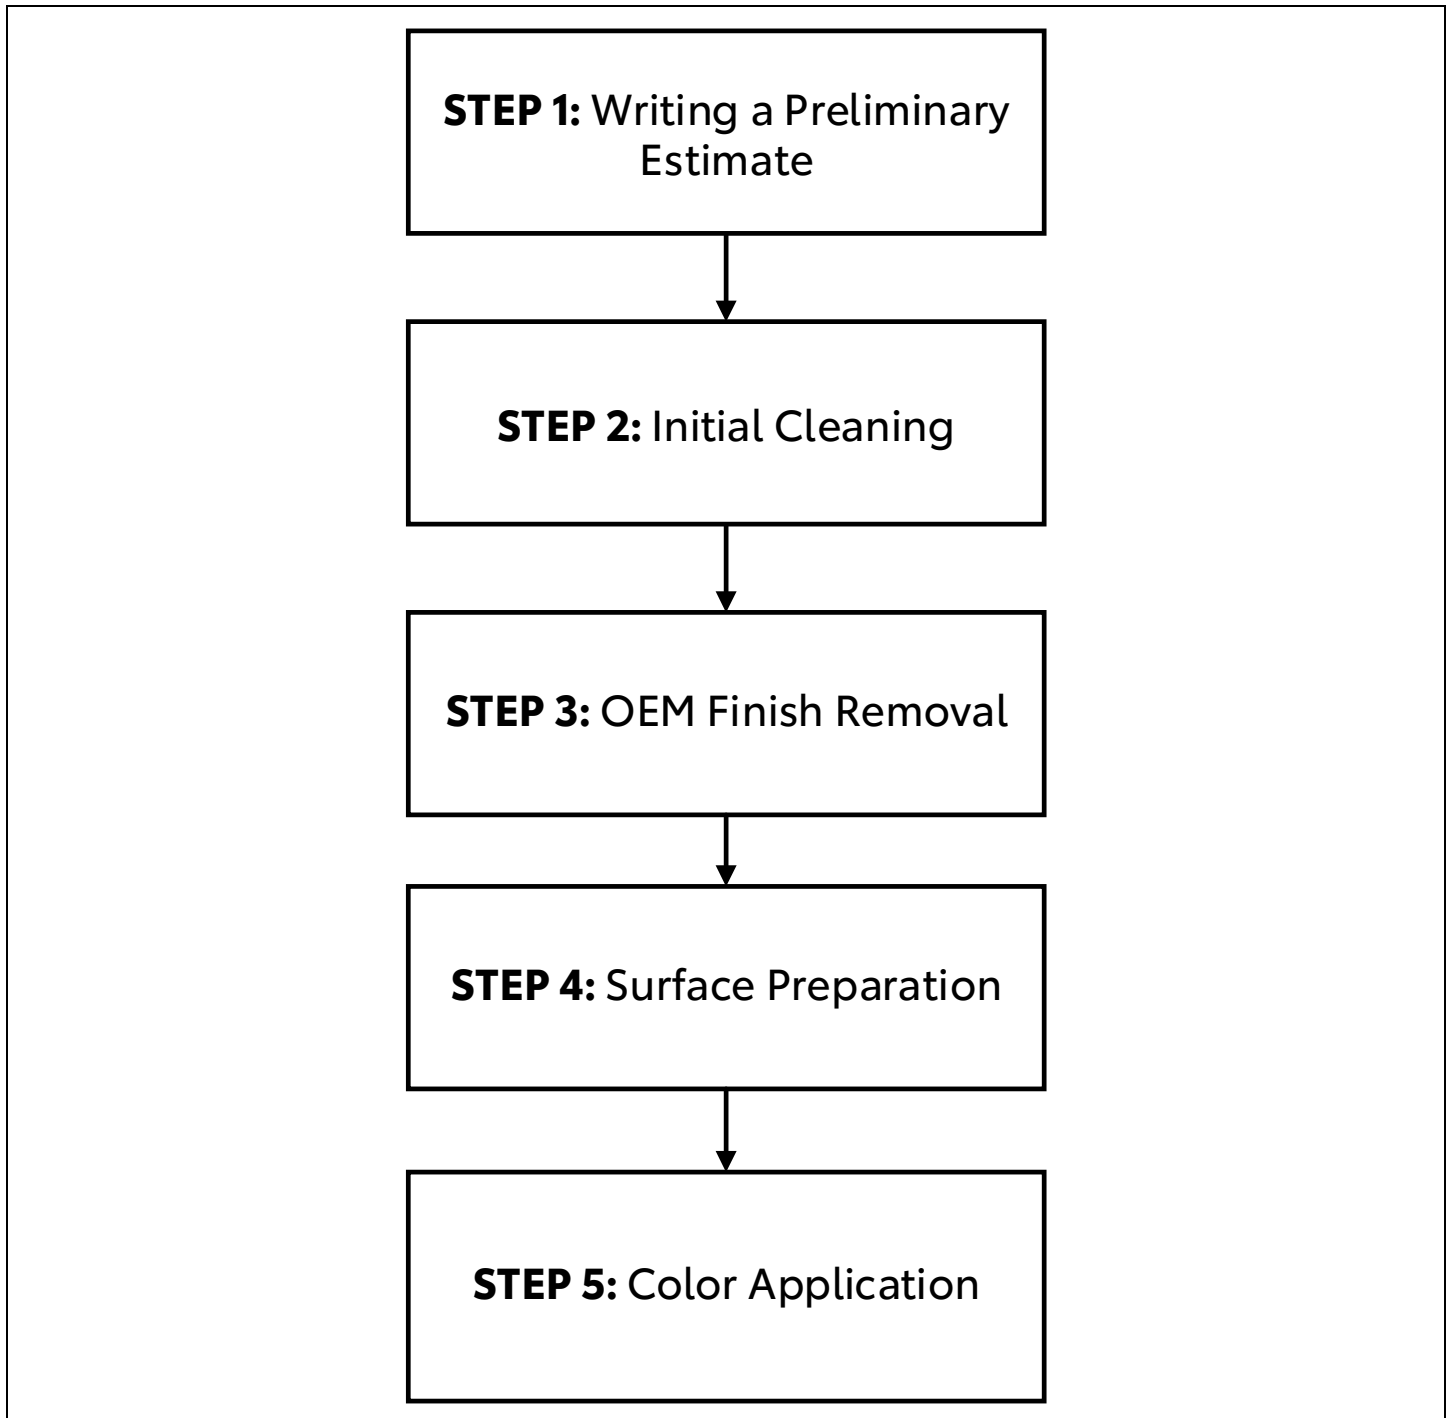 STEP 1: Writing a Preliminary
Estimate
STEP 2: Initial Cleaning
STEP 3: OEM Finish Removal
STEP 4: Surface Preparation
STEP 5: Color Application